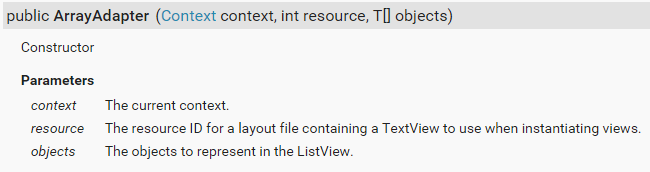 public ArrayAdapter (Context context, int resource, T[] objects)
Constructor
Parameters
context The current context.
resource The resource ID for a layout file containing a TextView to use when instantiating views.
objects The objects to represent in the ListView.